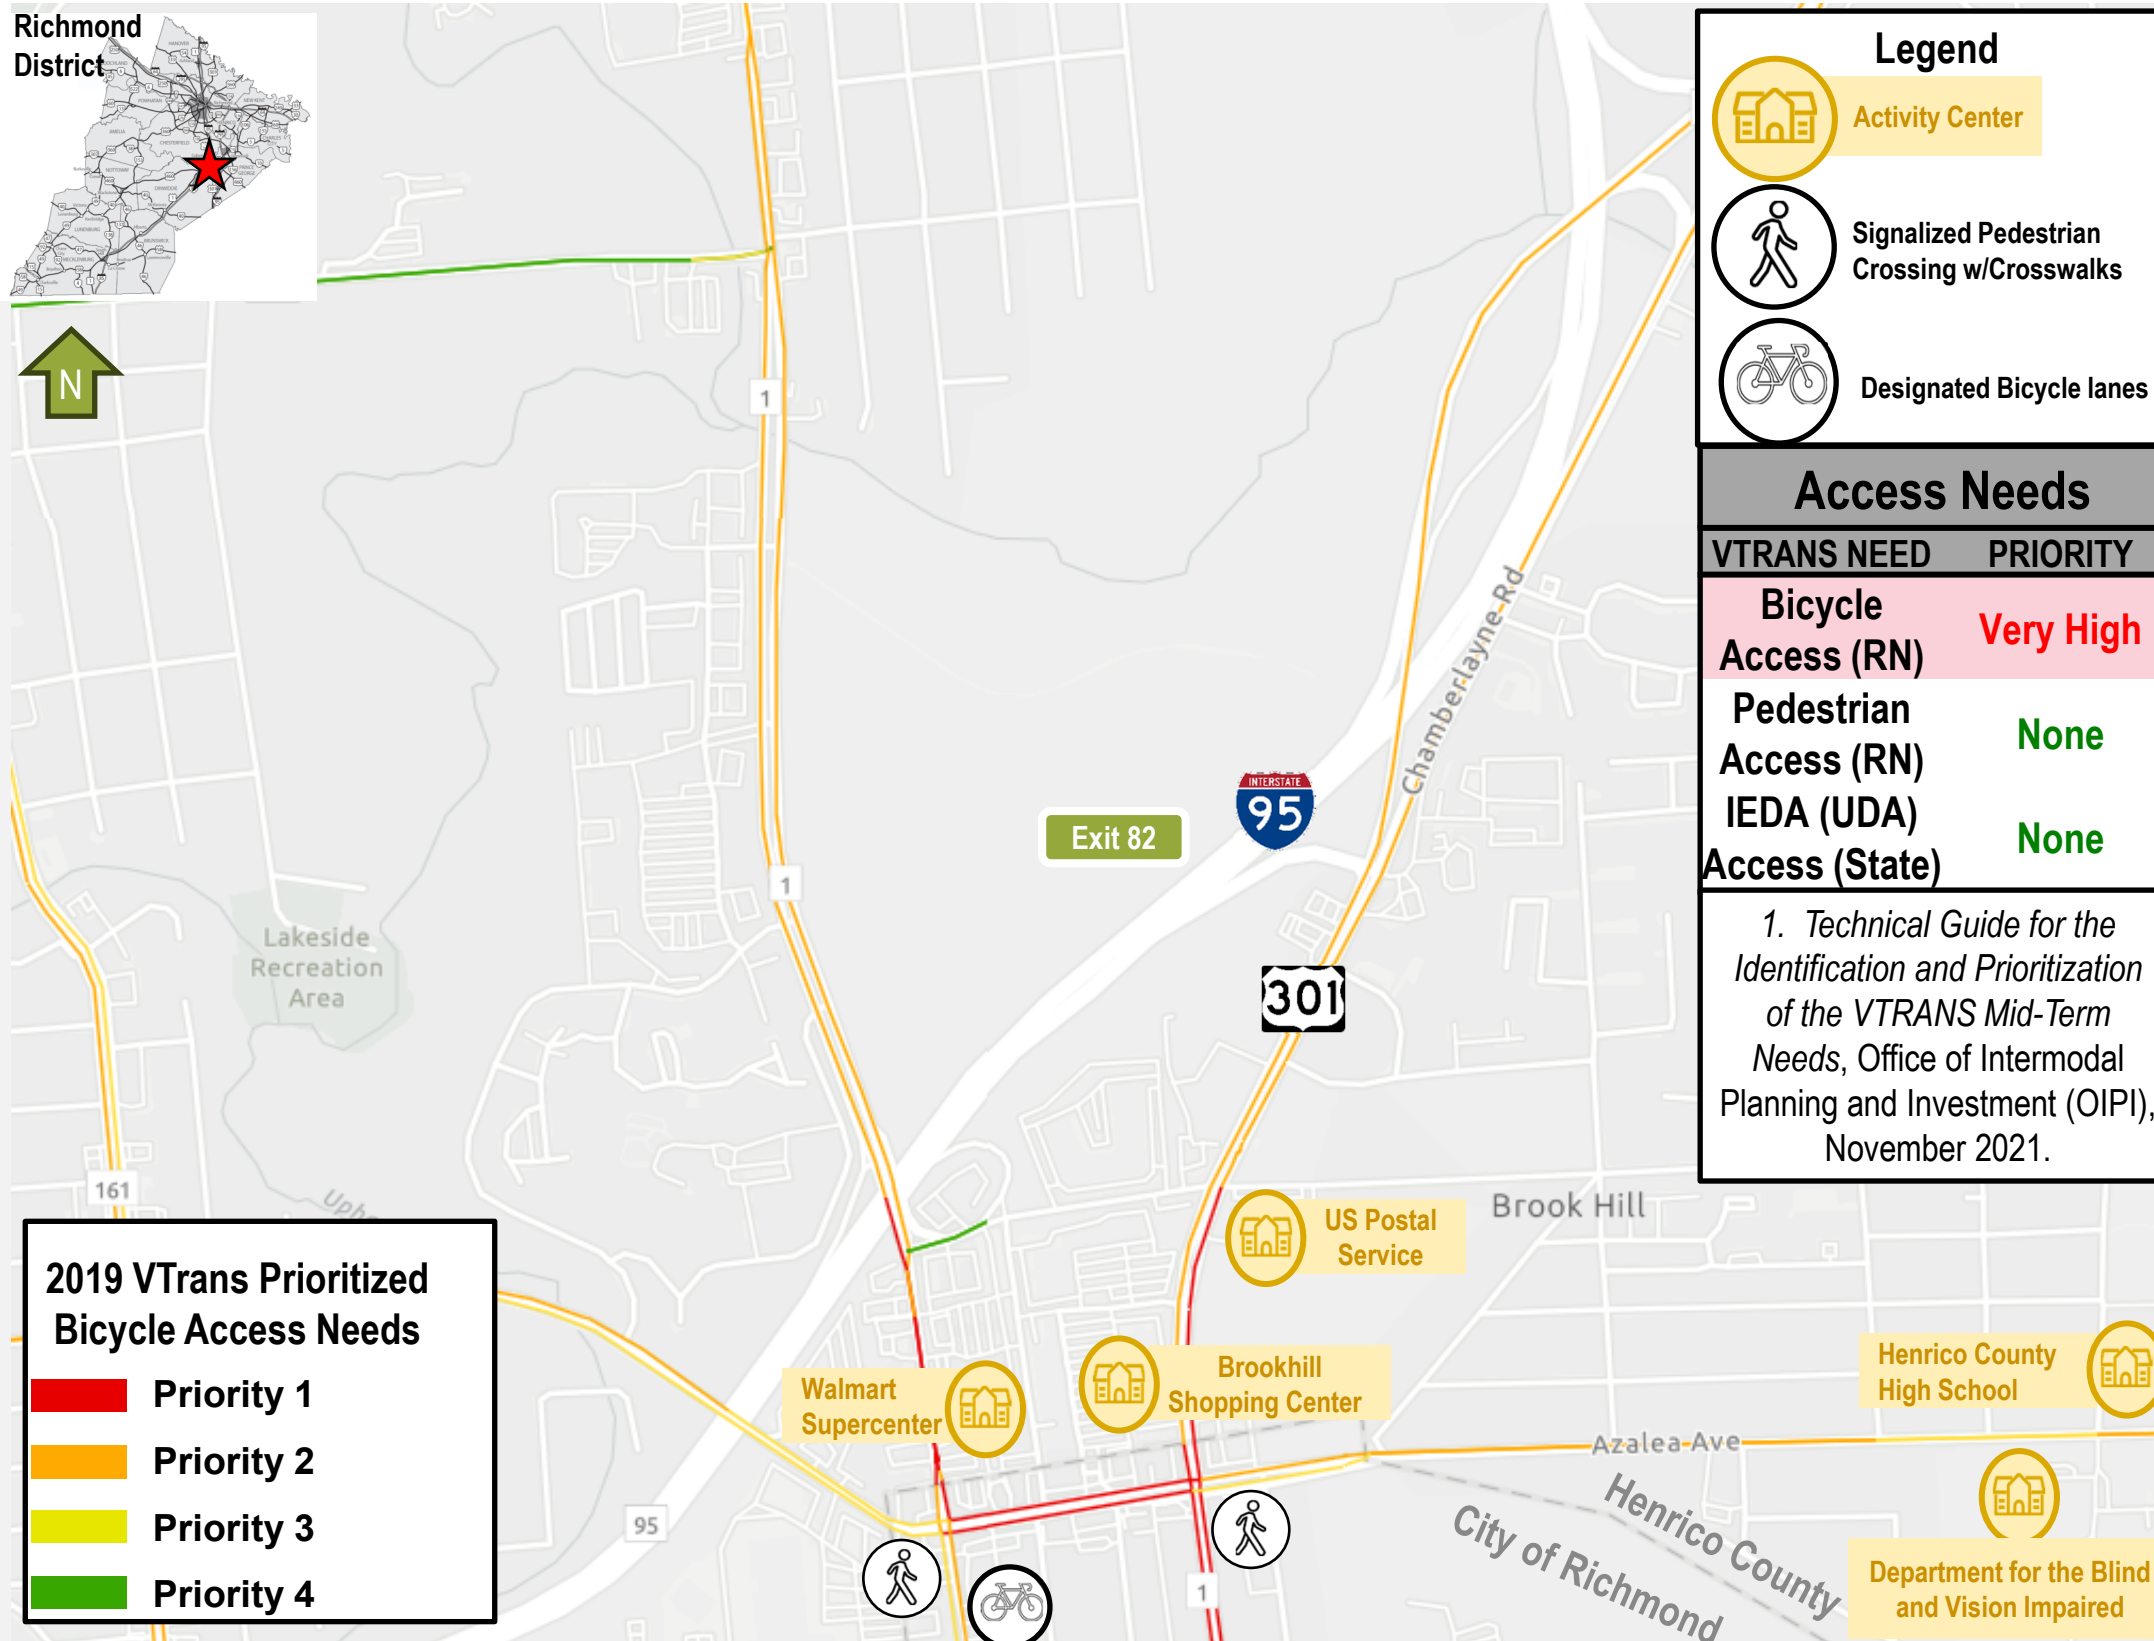 Richmond
District
N
1
1
Lakeside
Recreation
Area
161
Exit 82
INTERSTATE
95
Chamberlayne Rd
301
Brook Hill
US Postal
Service
Brookhill
Shopping Center
Walmart
Supercenter
Henrico County
High School
Azalea Ave
Henrico County
City of Richmond
Department for the Blind
and Vision Impaired
95
1
Legend
Activity Center
Signalized Pedestrian
Crossing w/Crosswalks
Designated Bicycle lanes
Access Needs
VTRANS NEED PRIORITY
Bicycle
Access (RN)
Very High
Pedestrian
Access (RN)
None
IEDA (UDA)
Access (State)
None
1. Technical Guide for the
Identification and Prioritization
of the VTRANS Mid-Term
Needs, Office of Intermodal
Planning and Investment (OIPI),
November 2021.
2019 VTrans Prioritized
Bicycle Access Needs
Priority 1
Priority 2
Priority 3
Priority 4